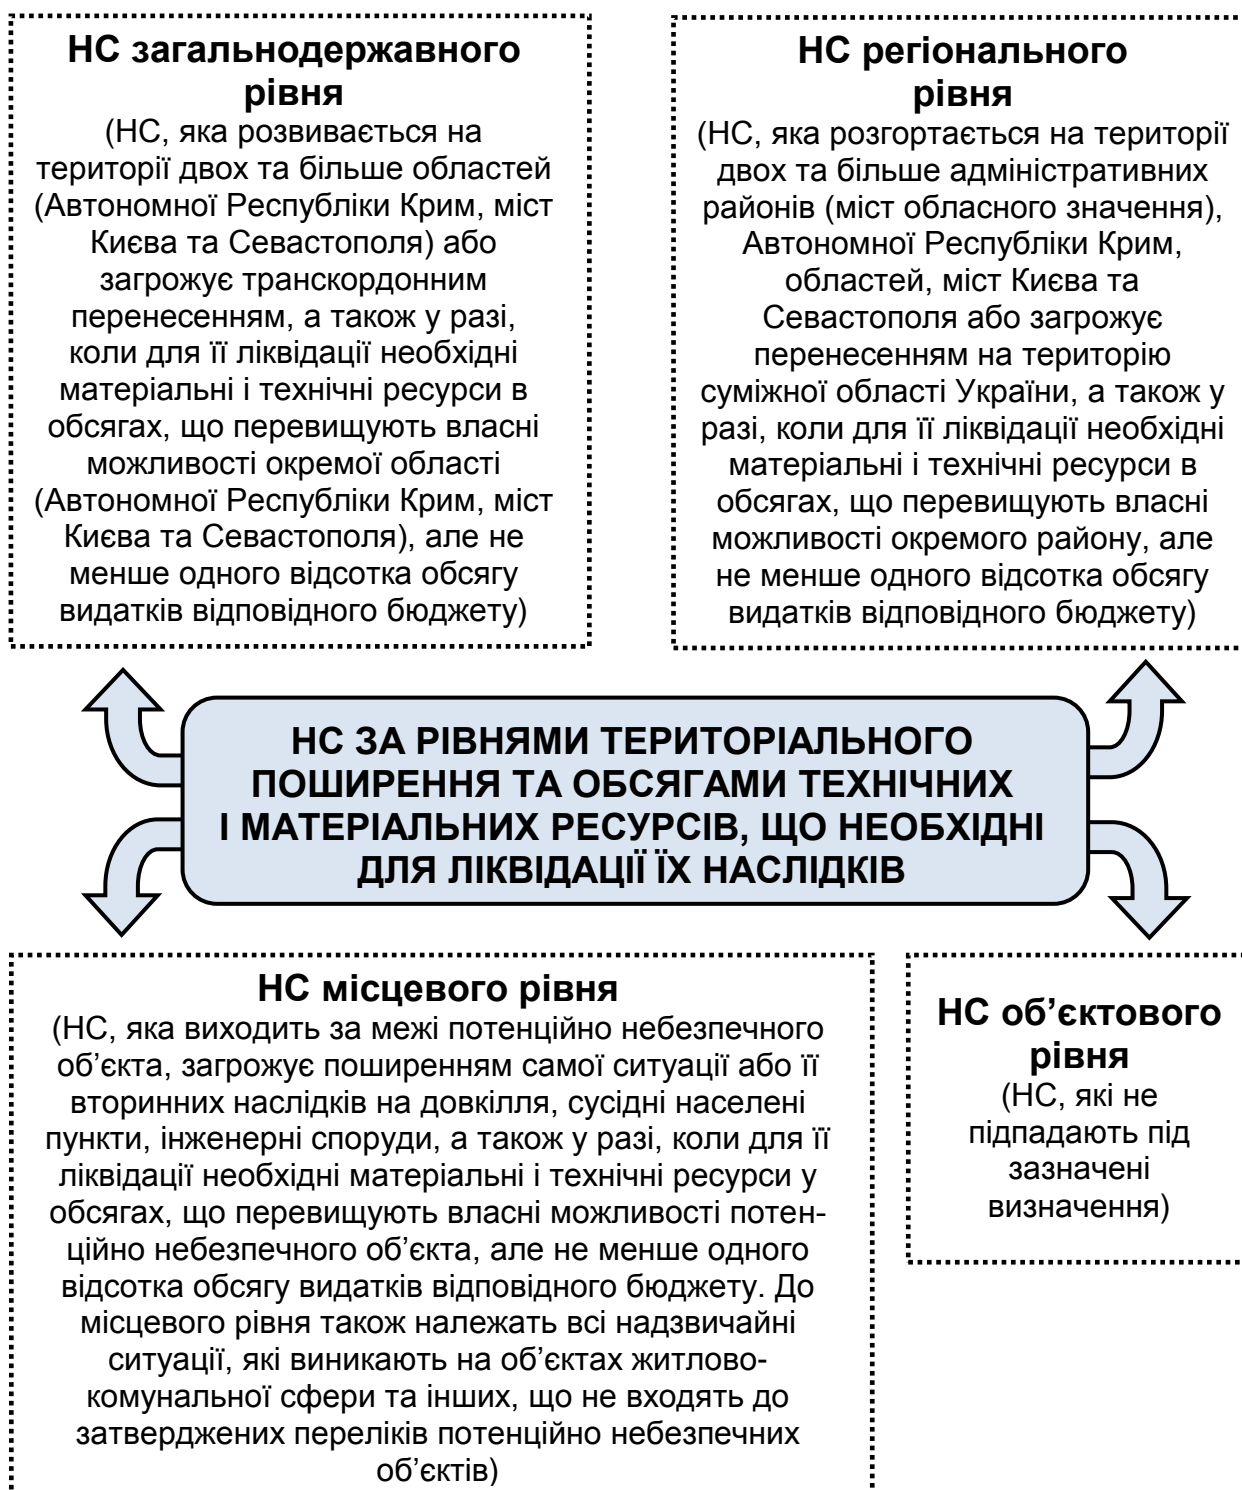 НС загальнодержавного
рівня
(НС, яка розвивається на
території двох та більше областей
(Автономної Республіки Крим, міст
Києва та Севастополя) або
загрожує транскордонним
перенесенням, а також у разі,
коли для її ліквідації необхідні
матеріальні і технічні ресурси в
обсягах, що перевищують власні
можливості окремої області
(Автономної Республіки Крим, міст
Києва та Севастополя), але не
менше одного відсотка обсягу
видатків відповідного бюджету)
НС регіонального
рівня
(НС, яка розгортається на території
двох та більше адміністративних
районів (міст обласного значення),
Автономної Республіки Крим,
областей, міст Києва та
Севастополя або загрожує
перенесенням на територію
суміжної області України, а також у
разі, коли для її ліквідації необхідні
матеріальні і технічні ресурси в
обсягах, що перевищують власні
можливості окремого району, але
не менше одного відсотка обсягу
видатків відповідного бюджету)
НС ЗА РІВНЯМИ ТЕРИТОРІАЛЬНОГО
ПОШИРЕННЯ ТА ОБСЯГАМИ ТЕХНІЧНИХ
І МАТЕРІАЛЬНИХ РЕСУРСІВ, ЩО НЕОБХІДНІ
ДЛЯ ЛІКВІДАЦІЇ ЇХ НАСЛІДКІВ
НС місцевого рівня
(НС, яка виходить за межі потенційно небезпечного
об’єкта, загрожує поширенням самої ситуації або її
вторинних наслідків на довкілля, сусідні населені
пункти, інженерні споруди, а також у разі, коли для її
ліквідації необхідні матеріальні і технічні ресурси у
обсягах, що перевищують власні можливості потен-
ційно небезпечного об’єкта, але не менше одного
відсотка обсягу видатків відповідного бюджету. До
місцевого рівня також належать всі надзвичайні
ситуації, які виникають на об’єктах житлово-
комунальної сфери та інших, що не входять до
затверджених переліків потенційно небезпечних
об’єктів)
НС об’єктового
рівня
(НС, які не
підпадають під
зазначені
визначення)